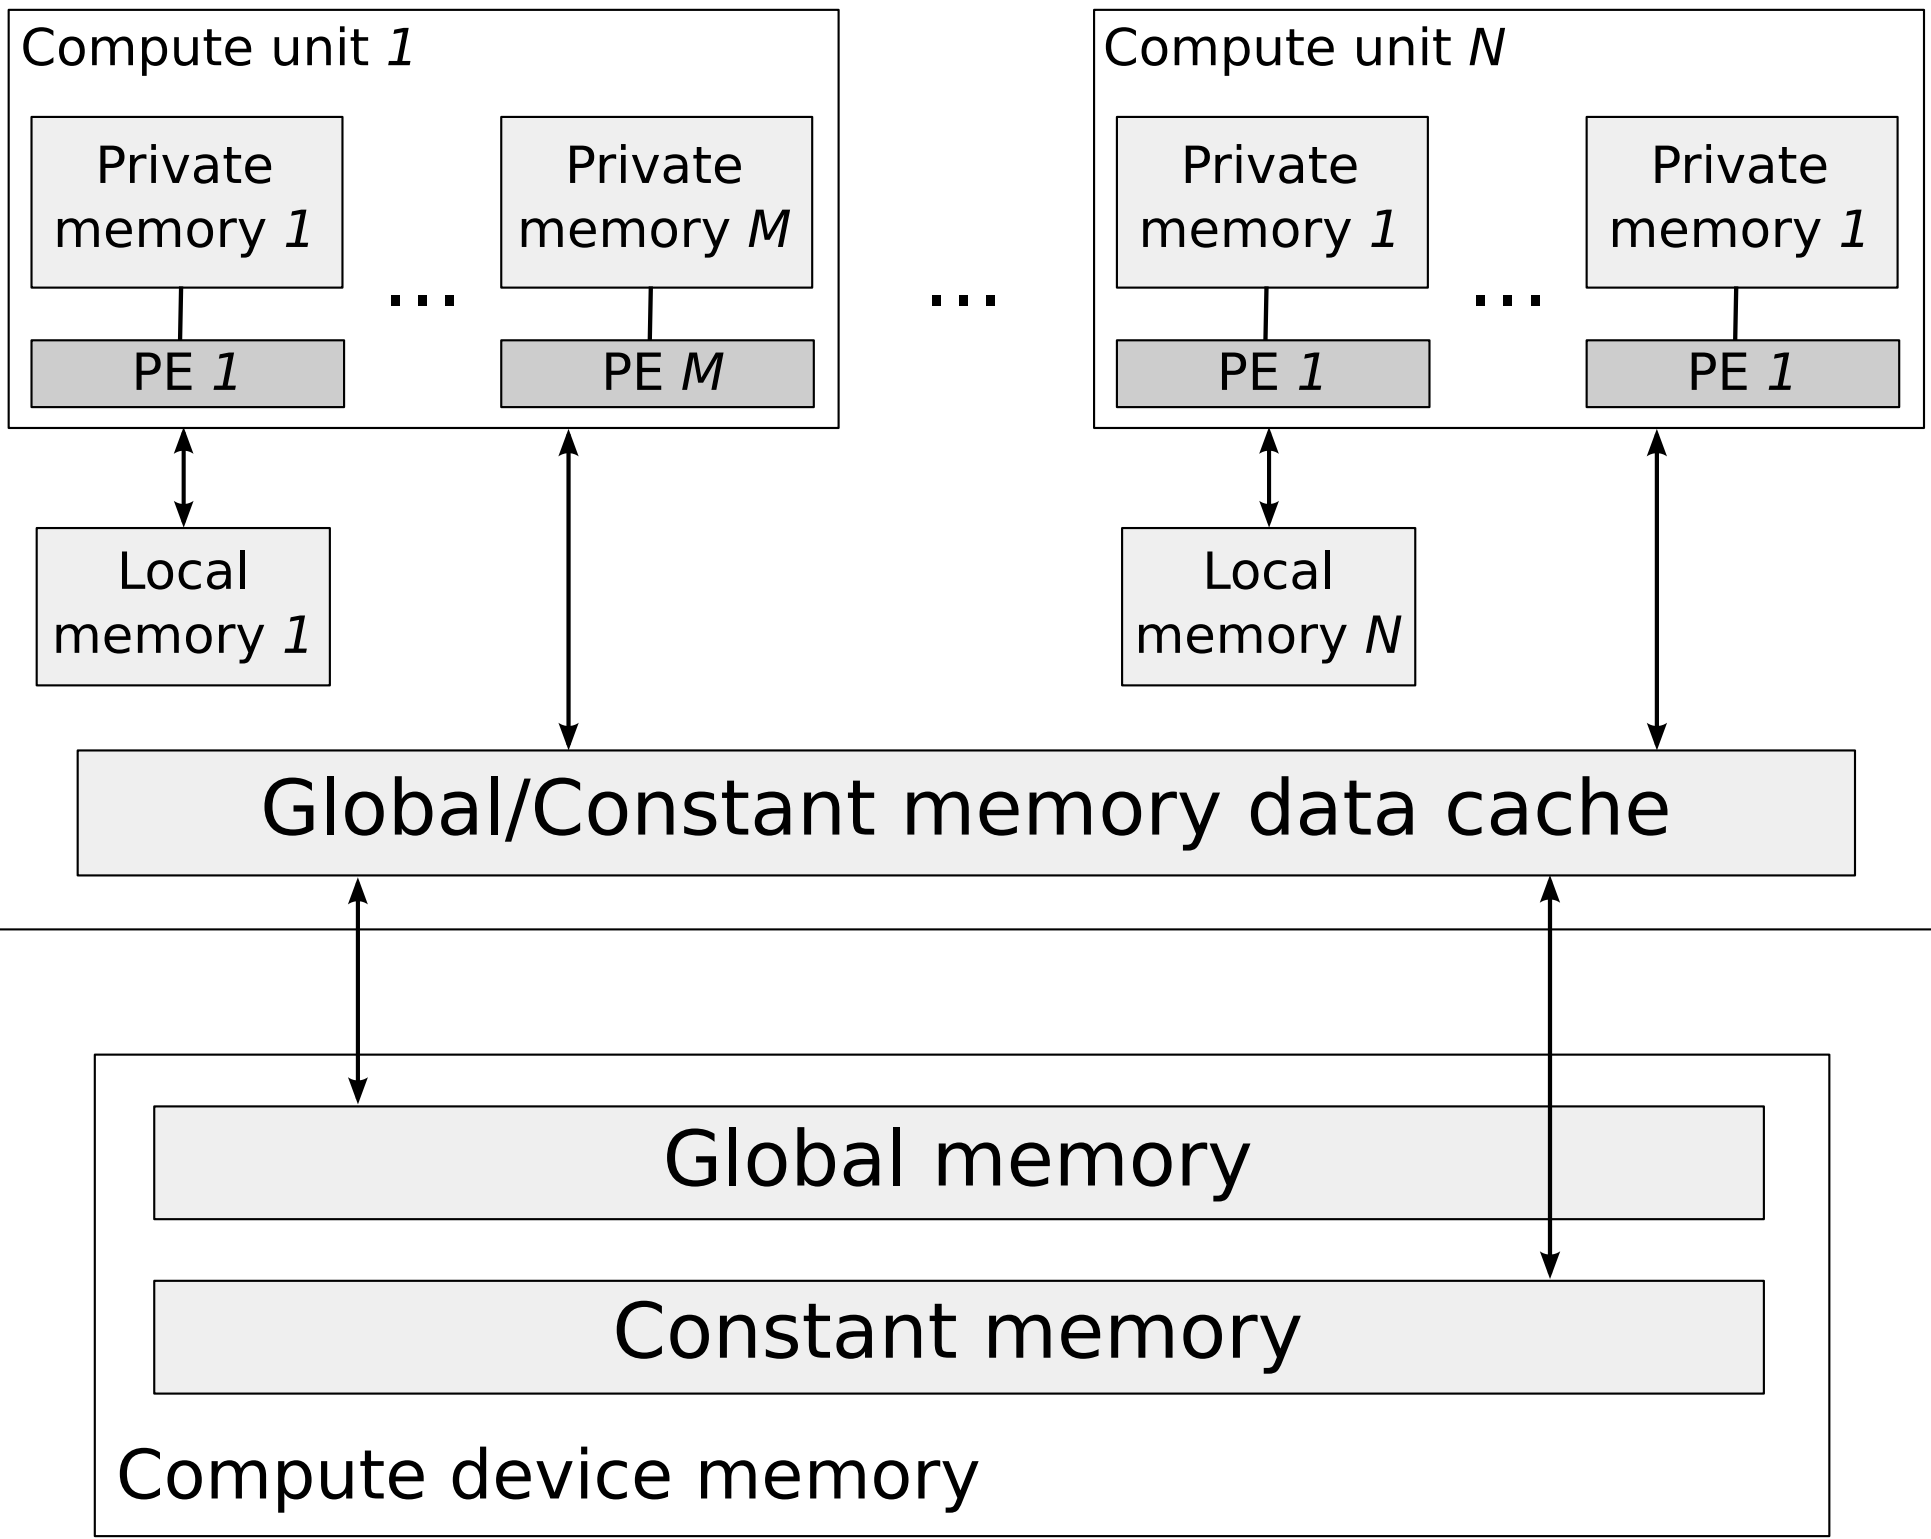 Compute unit 1
Private
memory 1
Private
memory M
PE 1
PE M
...
...
Compute unit N
Private
memory 1
Private
memory 1
PE 1
PE 1
...
Local
memory 1
Local
memory N
Global/Constant memory data cache
Global memory
Constant memory
Compute device memory